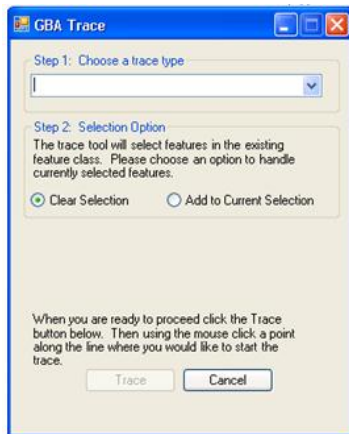 GBA Trace
Step 1: Choose a trace type
Step 2: Selection Option
The trace tool will select features in the existing
feature class. Please choose an option to handle
currently selected features.
Clear Selection Add to Current Selection
When you are ready to proceed click the Trace
button below. Then using the mouse click a point
along the line where you would like to start the
trace.
Trace Cancel